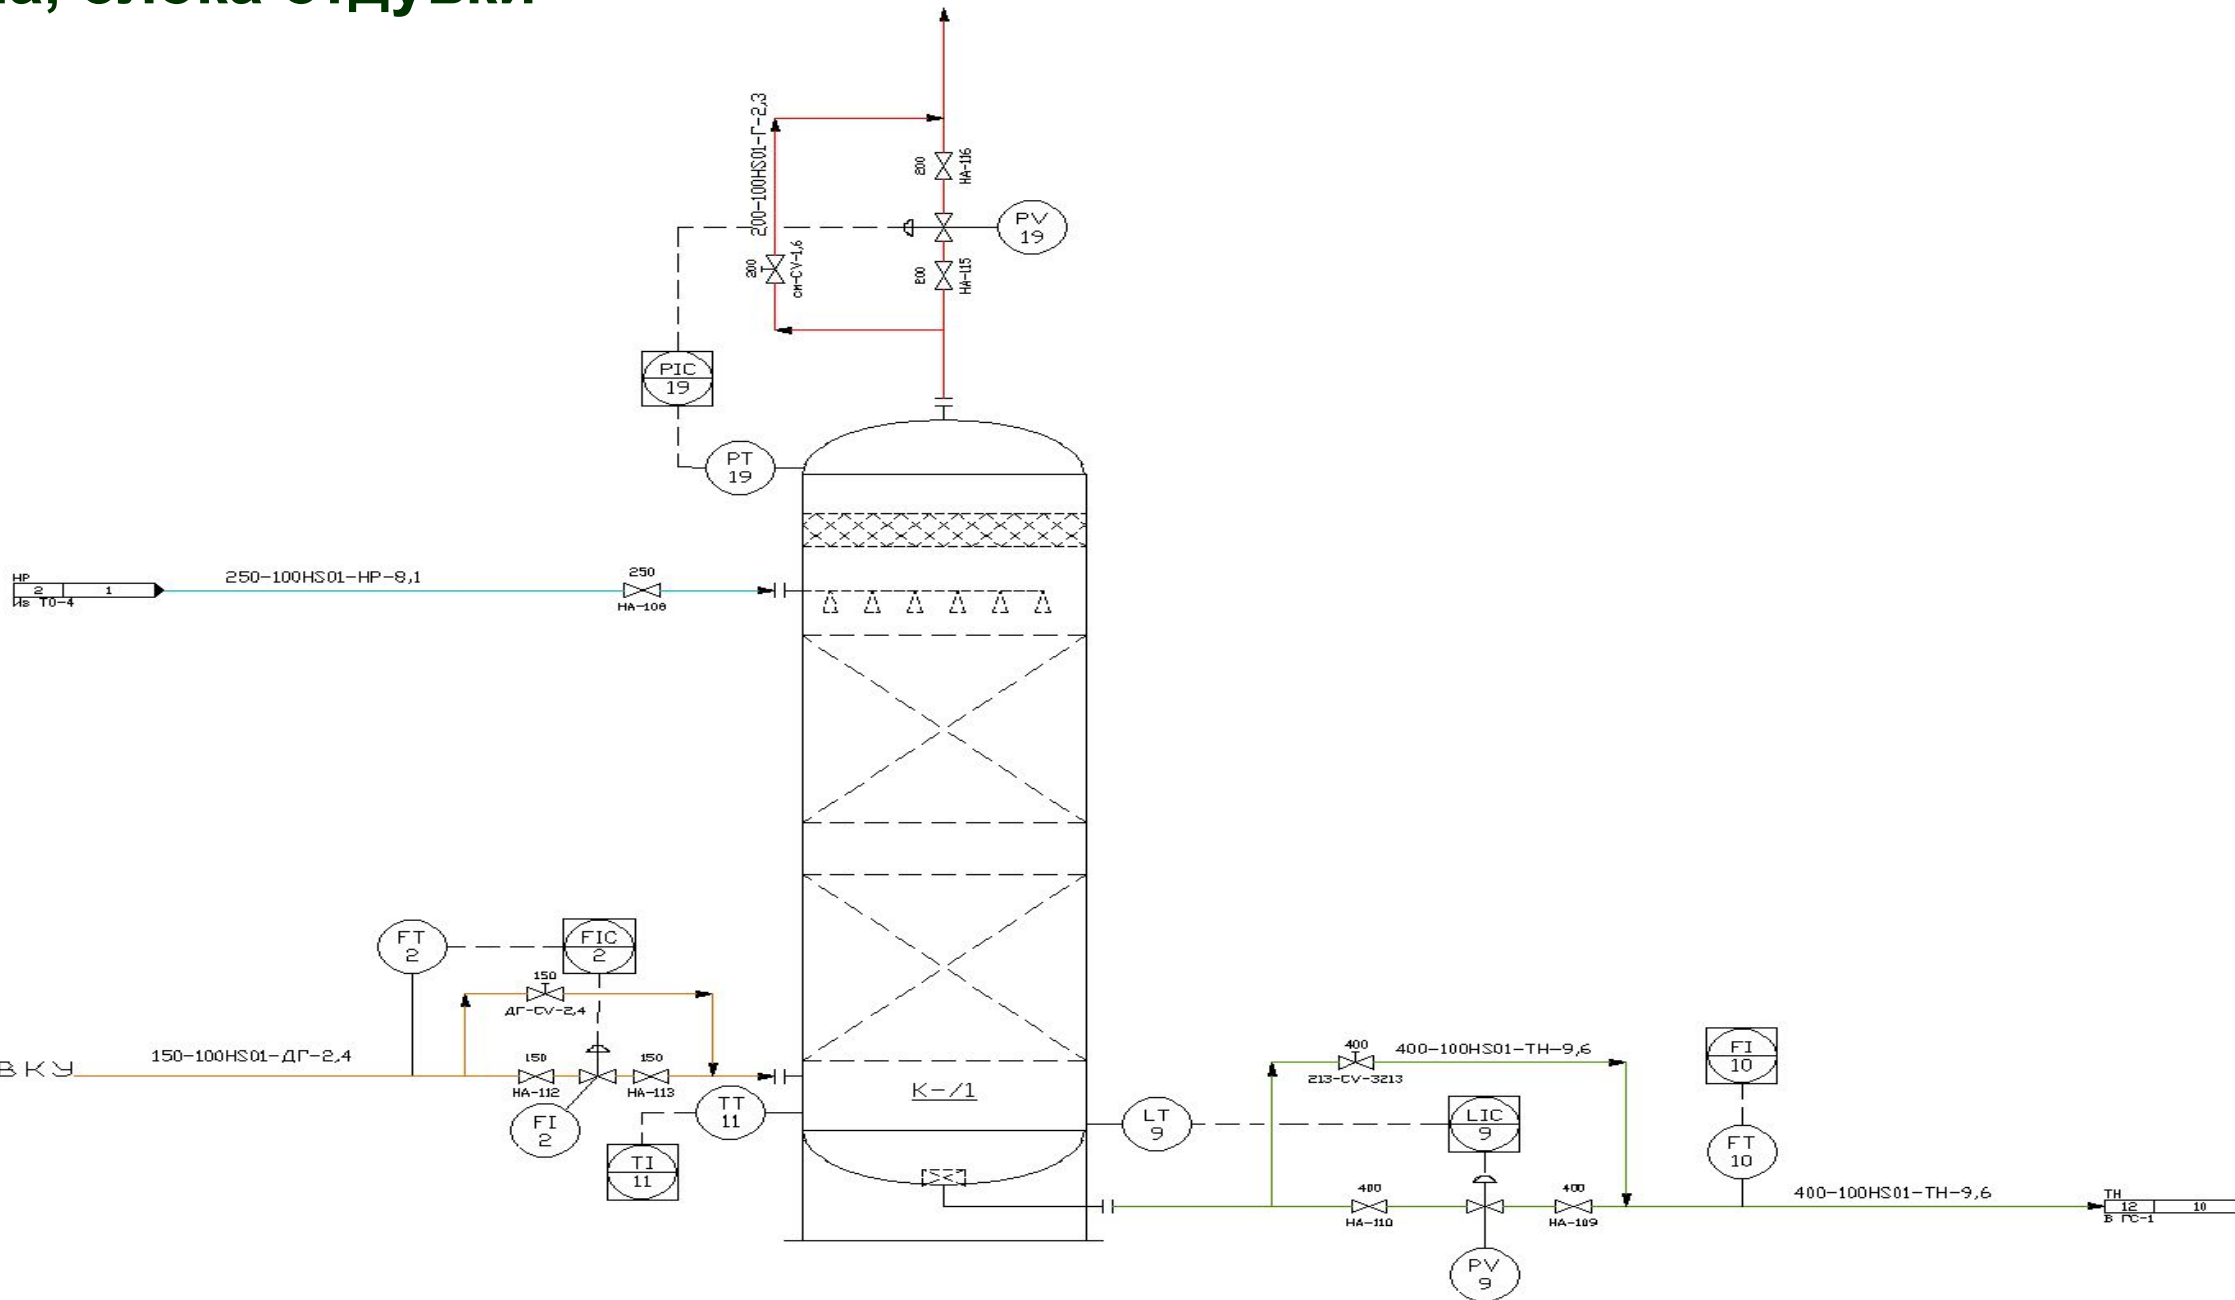 блока отдувки
200-100HS01-Г-2,3
200
НА-116
PV
19
200
см-CV-1,6
200
НА-115
PIC
19
PT
19
НР
2 1
Из ТО-4
250-100HS01-НР-8,1
250
НА-108
FT
2
FIC
2
150
ДГ-CV-2,4
ВКУ
150-100HS01-ДГ-2,4
150
НА-112
150
НА-113
FI
2
TT
11
TI
11
К-/1
LT
9
LIC
9
400
213-CV-3213
400-100HS01-ТН-9,6
FI
10
FT
10
400
НА-110
400
НА-109
PV
9
400-100HS01-ТН-9,6
ТН
12 10
В ГС-1